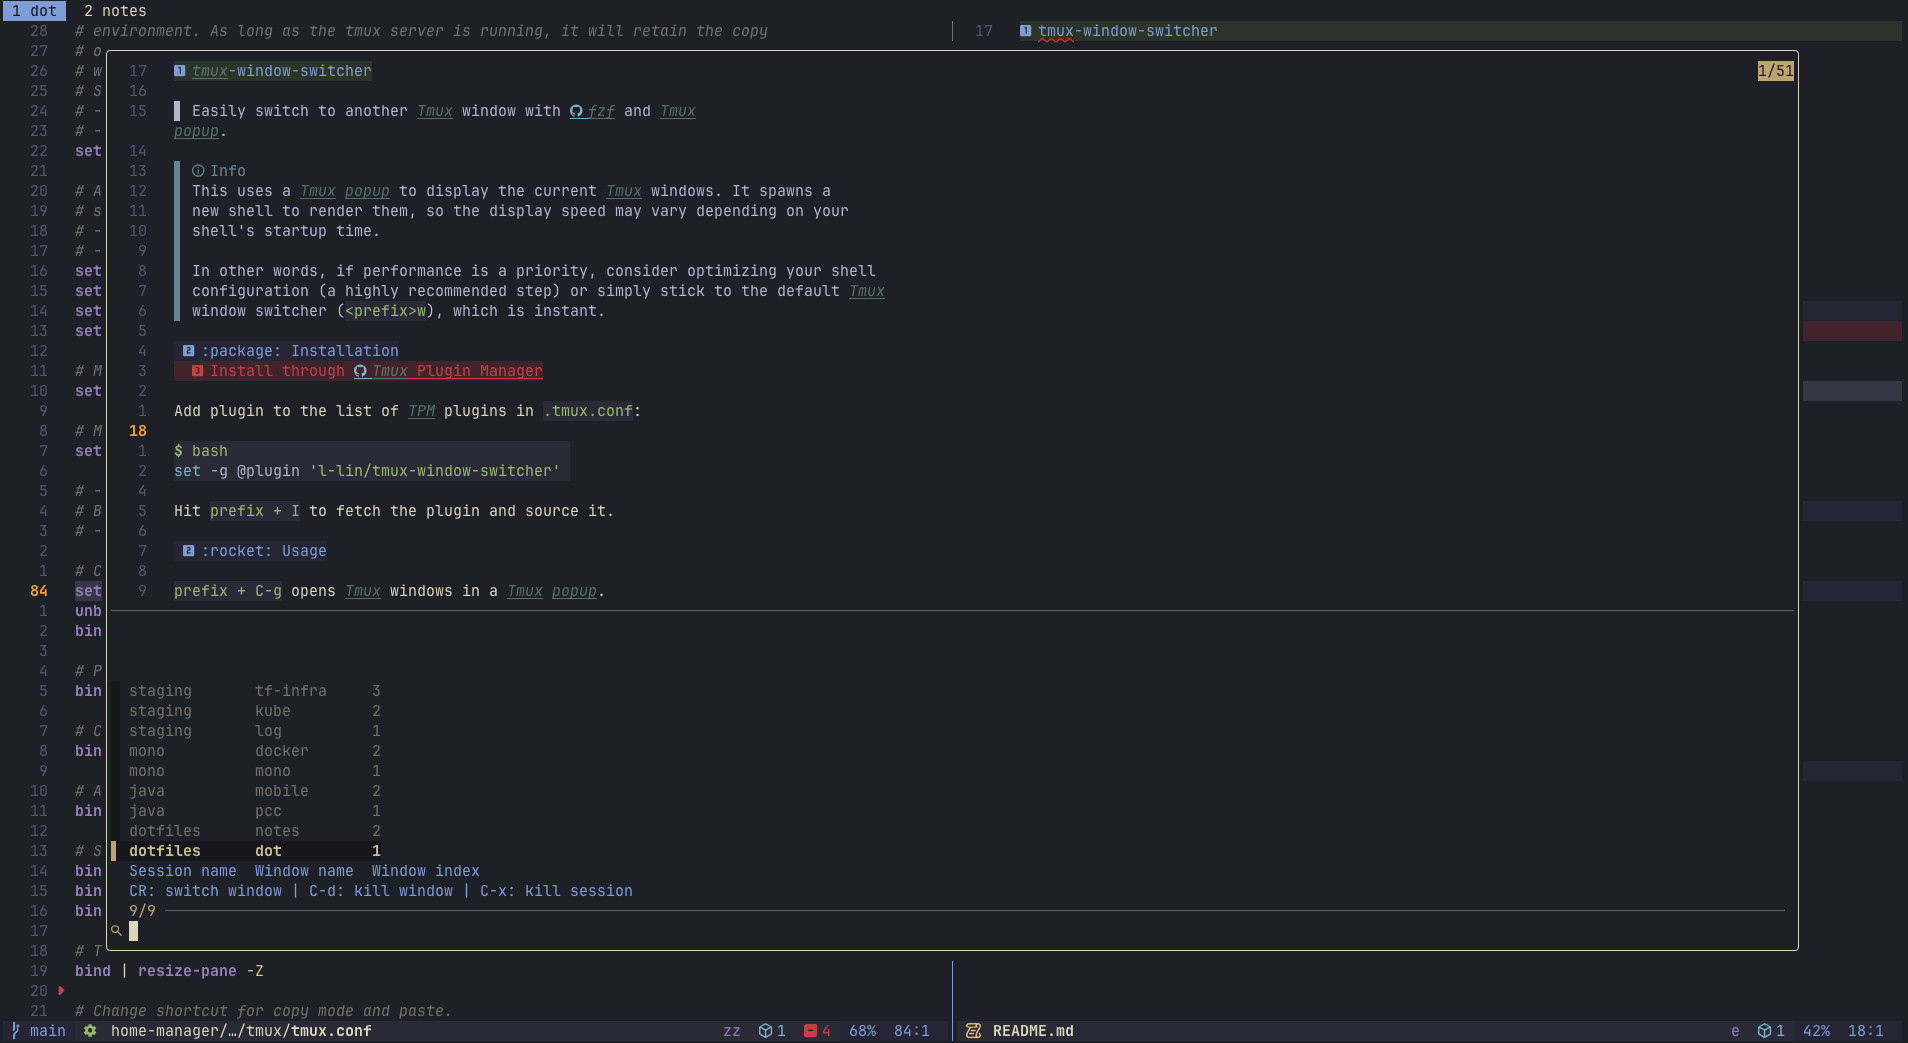 1 dot 2 notes
28 # environment. As long as the tmux server is running, it will retain the copy 17 1 tmux-window-switcher
27 # o
26 # w 17 1 tmux-window-switcher 1/51
25 # S 16
24 # - 15 Easily switch to another Tmux window with fzf and Tmux
23 # - popup.
22 set 14
21 13 Info
20 # A 12 This uses a Tmux popup to display the current Tmux windows. It spawns a
19 # s 11 new shell to render them, so the display speed may vary depending on your
18 # - 10 shell's startup time.
17 # - 9
16 set 8 In other words, if performance is a priority, consider optimizing your shell
15 set 7 configuration (a highly recommended step) or simply stick to the default Tmux
14 set 6 window switcher (<prefix>w), which is instant.
13 set 5
12 4 2 :package: Installation
11 # M 3 3 Install through Tmux Plugin Manager
10 set 2
9 1 Add plugin to the list of TPM plugins in .tmux.conf:
8 # M 18
7 set 1 $ bash
6 2 set -g @plugin 'l-lin/tmux-window-switcher'
5 # - 4
4 # B 5 Hit prefix + I to fetch the plugin and source it.
3 # - 6
2 7 2 :rocket: Usage
1 # C 8
84 set 9 prefix + C-g opens Tmux windows in a Tmux popup.
1 unb
2 bin
3
4 # P
5 bin staging tf-infra 3
6 staging kube 2
7 # C staging log 1
8 bin mono docker 2
9 mono mono 1
10 # A java mobile 2
11 bin java pcc 1
12 dotfiles notes 2
13 # S dotfiles dot 1
14 bin Session name Window name Window index
15 bin CR: switch window | C-d: kill window | C-x: kill session
16 bin 9/9
17
18 # T
19 bind | resize-pane -Z
20
21 # Change shortcut for copy mode and paste.
main home-manager/…/tmux/tmux.conf zz 1 4 68% 84:1 README.md e 1 42% 18:1